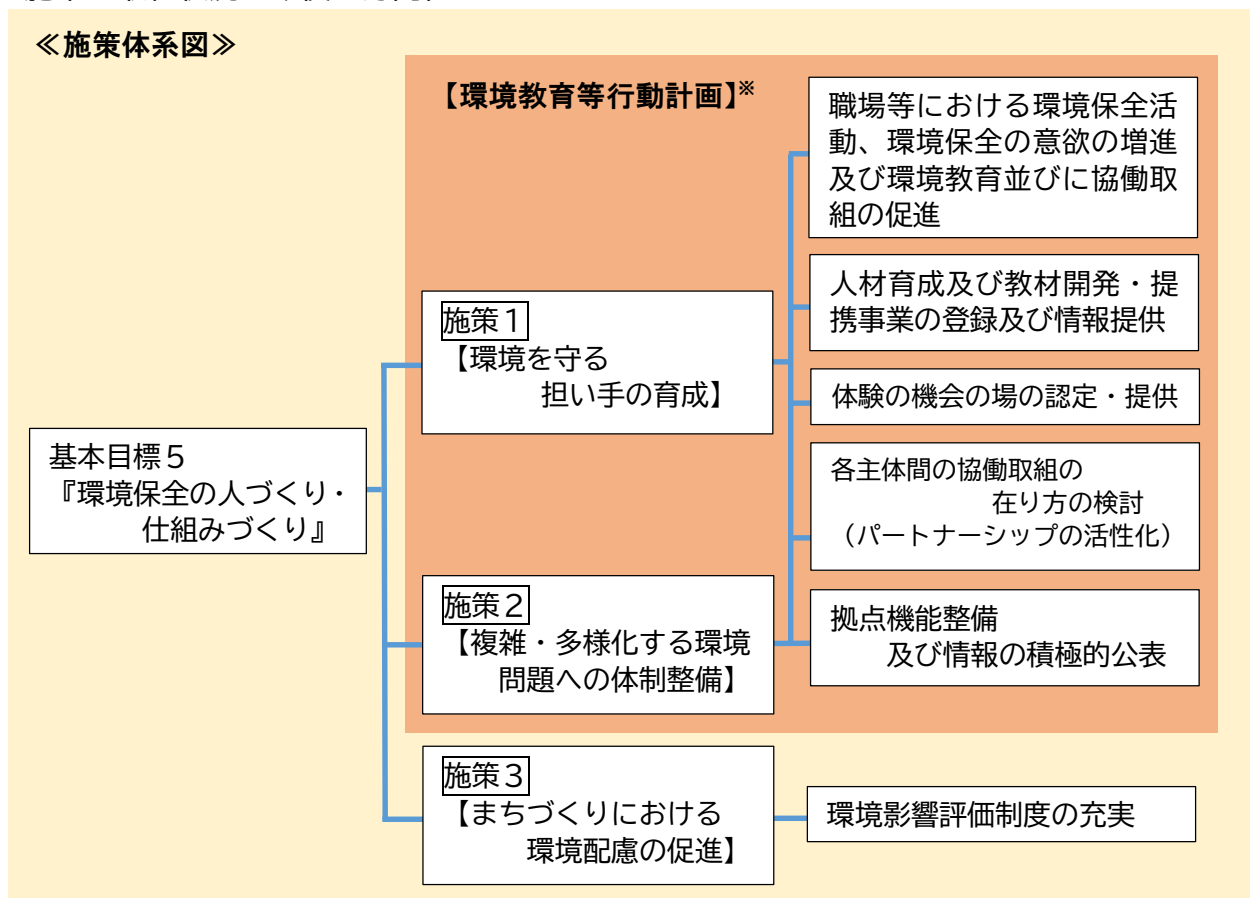 ≪施策体系図≫
【環境教育等行動計画】※
職場等における環境保全活
動、環境保全の意欲の増進
及び環境教育並びに協働取
組の促進
人材育成及び教材開発・提
携事業の登録及び情報提供
施策１
【環境を守る
担い手の育成】
体験の機会の場の認定・提供
基本目標５
『環境保全の人づくり・
仕組みづくり』
各主体間の協働取組の
在り方の検討
（パートナーシップの活性化）
施策２
【複雑・多様化する環境
問題への体制整備】
拠点機能整備
及び情報の積極的公表
施策３
【まちづくりにおける
環境配慮の促進】
環境影響評価制度の充実